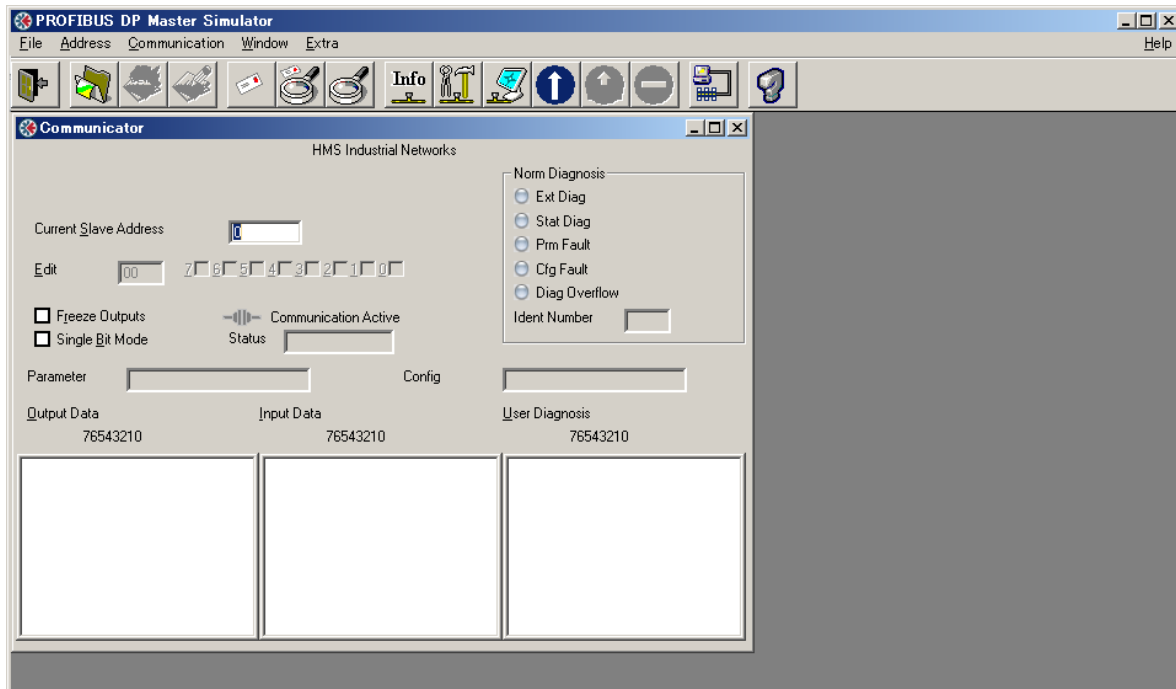 PROFIBUS DP Master Simulator
File Address Communication Window Extra Help
Info
Communicator
HMS Industrial Networks
Norm Diagnosis
Ext Diag
Stat Diag
Current Slave Address 0
Prm Fault
Edit 00 7 6 5 4 3 2 1 0
Cfg Fault
Diag Overflow
Freeze Outputs Communication Active
Ident Number
Single Bit Mode Status
Parameter Config
Output Data Input Data User Diagnosis
76543210 76543210 76543210